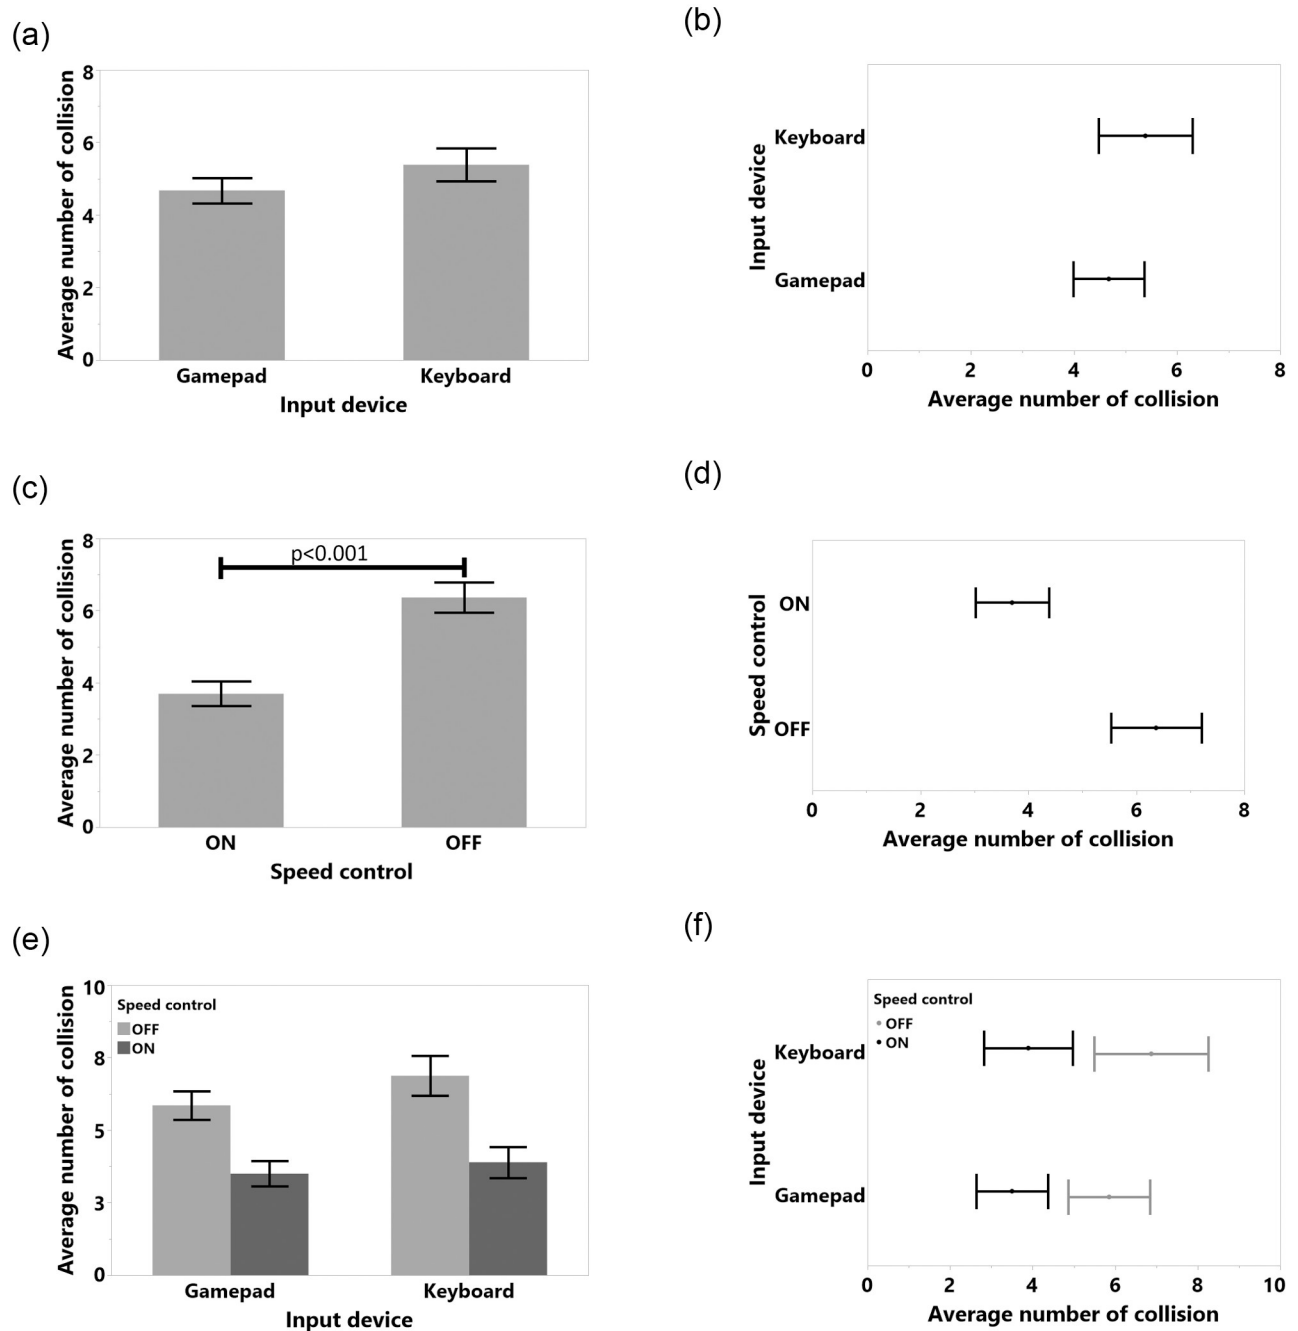 (a)
Average number of collision
8
6
4
2
0
Gamepad
Keyboard
Input device
(b)
Input device
Keyboard
Gamepad
0
2
4
6
8
Average number of collision
(c)
Average number of collision
8
6
4
2
0
p<0.001
ON
OFF
Speed control
(d)
Speed control
ON
OFF
0
2
4
6
8
Average number of collision
(e)
Average number of collision
10
8
5
3
0
Speed control
OFF
ON
Gamepad
Keyboard
Input device
(f)
Input device
Speed control
OFF
ON
Keyboard
Gamepad
0
2
4
6
8
10
Average number of collision